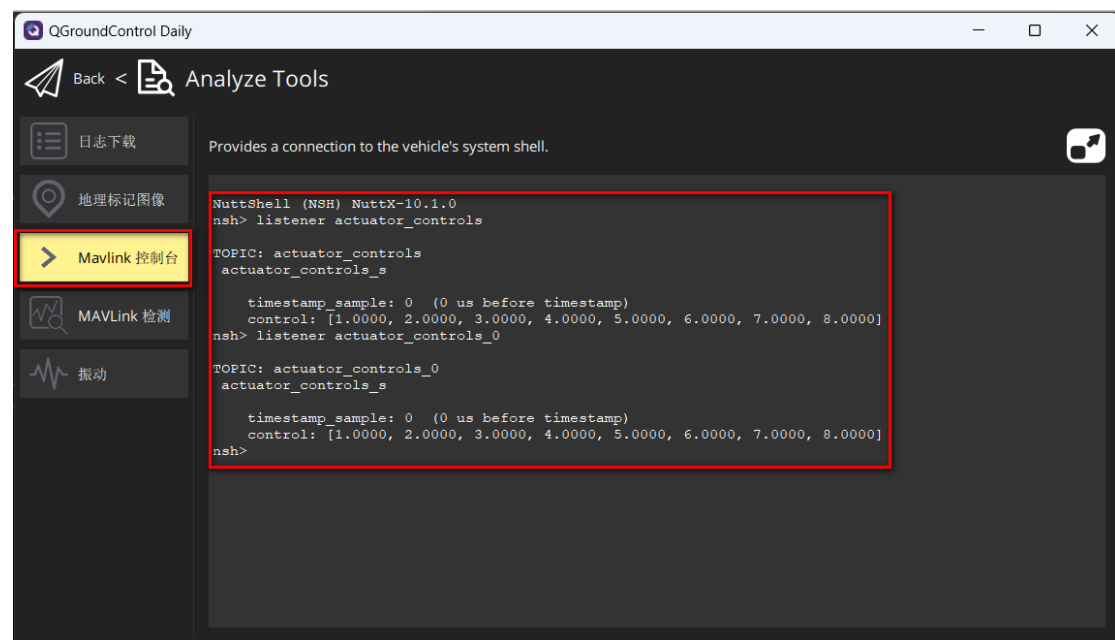 QGroundControl Daily
Back < Analyze Tools
日志下载
地理标记图像
Mavlink 控制台
MAVLink 检测
振动
Provides a connection to the vehicle's system shell.
NuttShell (NSH) NuttX-10.1.0
nsh> listener actuator_controls
TOPIC: actuator_controls
actuator_controls_s
timestamp_sample: 0  (0 us before timestamp)
control: [1.0000, 2.0000, 3.0000, 4.0000, 5.0000, 6.0000, 7.0000, 8.0000]
nsh> listener actuator_controls_0
TOPIC: actuator_controls_0
actuator_controls_s
timestamp_sample: 0  (0 us before timestamp)
control: [1.0000, 2.0000, 3.0000, 4.0000, 5.0000, 6.0000, 7.0000, 8.0000]
nsh>